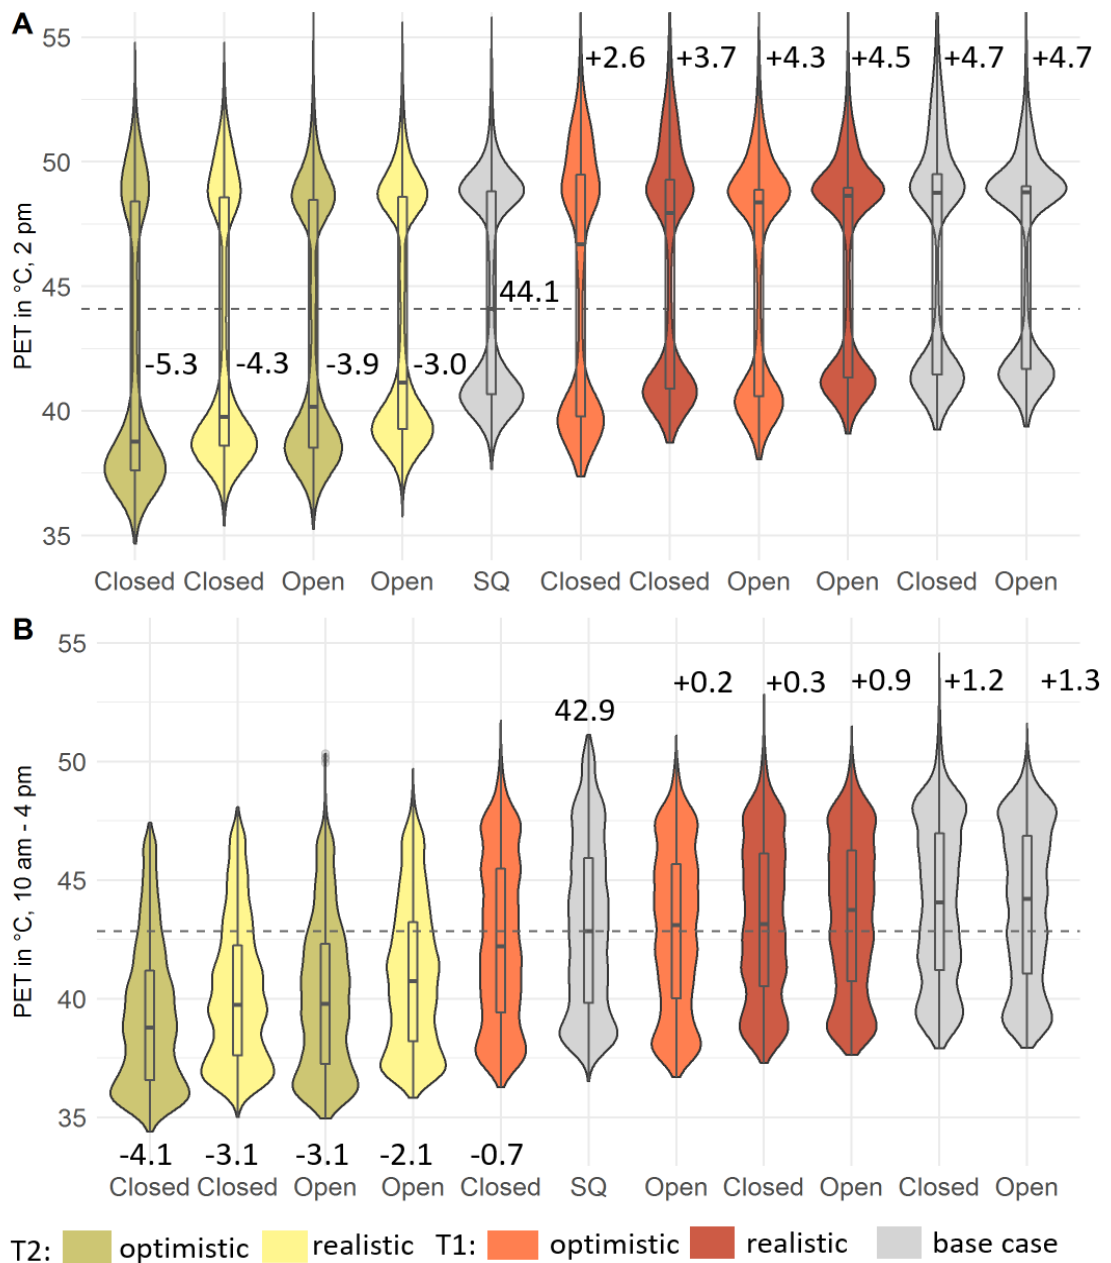 A
55
50
45
40
35
PET in °C, 2 pm
+2.6 +3.7 +4.3 +4.5 +4.7 +4.7
44.1
-5.3 -4.3 -3.9 -3.0
Closed Closed Open Open SQ Closed Closed Open Open Closed Open
B
55
50
45
40
35
PET in °C, 10 am - 4 pm
+0.2 +0.3 +0.9 +1.2 +1.3
42.9
-4.1 -3.1 -3.1 -2.1 -0.7
Closed Closed Open Open Closed SQ Open Closed Open Closed Open
T2: optimistic realistic T1: optimistic realistic base case